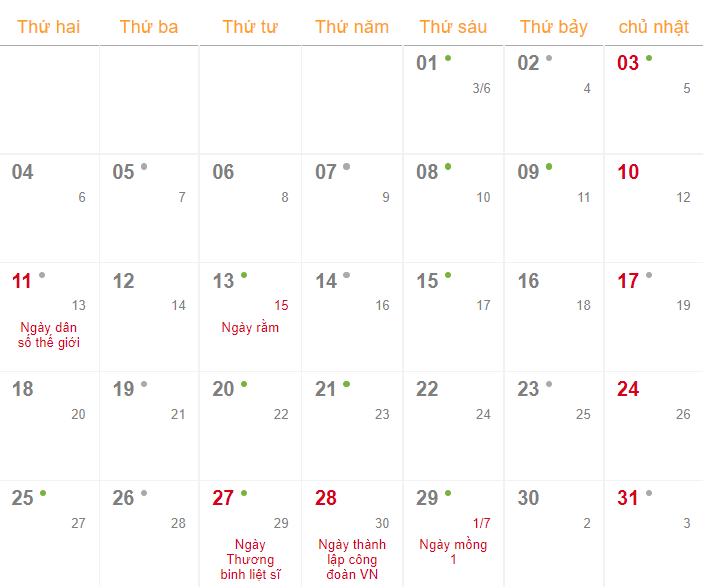 Thứ hai Thứ ba Thứ tư Thứ năm Thứ sáu Thứ bảy chủ nhật
01 02 03
3/6 4 5
04 05 06 07 08 09 10
6 7 8 9 10 11 12
11 12 13 14 15 16 17
13 14 15 16 17 18 19
Ngày dân Ngày rằm
số thế giới
18 19 20 21 22 23 24
20 21 22 23 24 25 26
25 26 27 28 29 30 31
27 28 29 30 1/7 2 3
Ngày Ngày thành Ngày mồng
Thương lập công 1
binh liệt sĩ đoàn VN